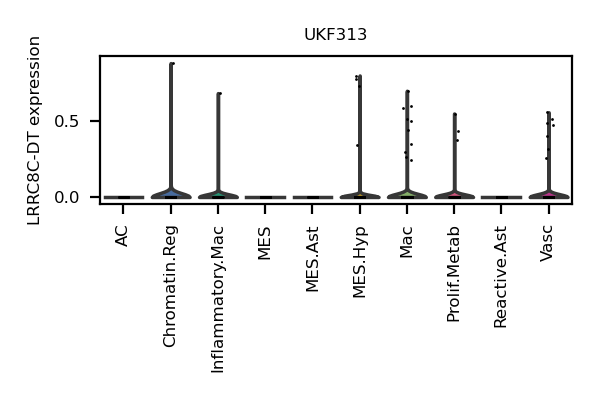 UKF313
LRRC8C-DT expression
0.5
0.0
AC
Chromatin.Reg
Inflammatory.Mac
MES
MES.Ast
MES.Hyp
Mac
Prolif.Metab
Reactive.Ast
Vasc